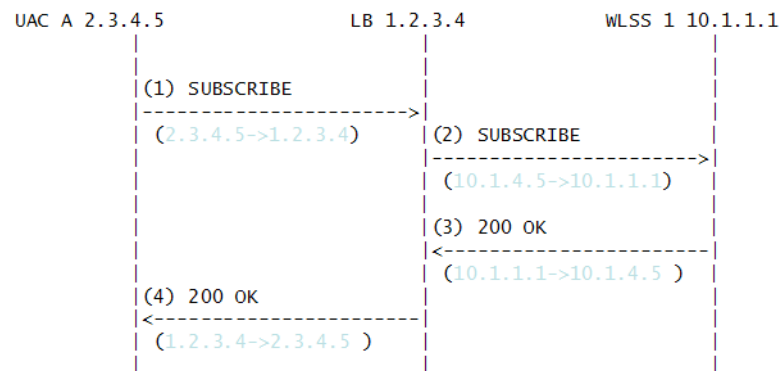 UAC A 2.3.4.5 LB 1.2.3.4 WLSS 1 10.1.1.1
(1) SUBSCRIBE
(2.3.4.5->1.2.3.4) (2) SUBSCRIBE
(10.1.4.5->10.1.1.1)
(3) 200 OK
(10.1.1.1->10.1.4.5 )
(4) 200 OK
(1.2.3.4->2.3.4.5 )